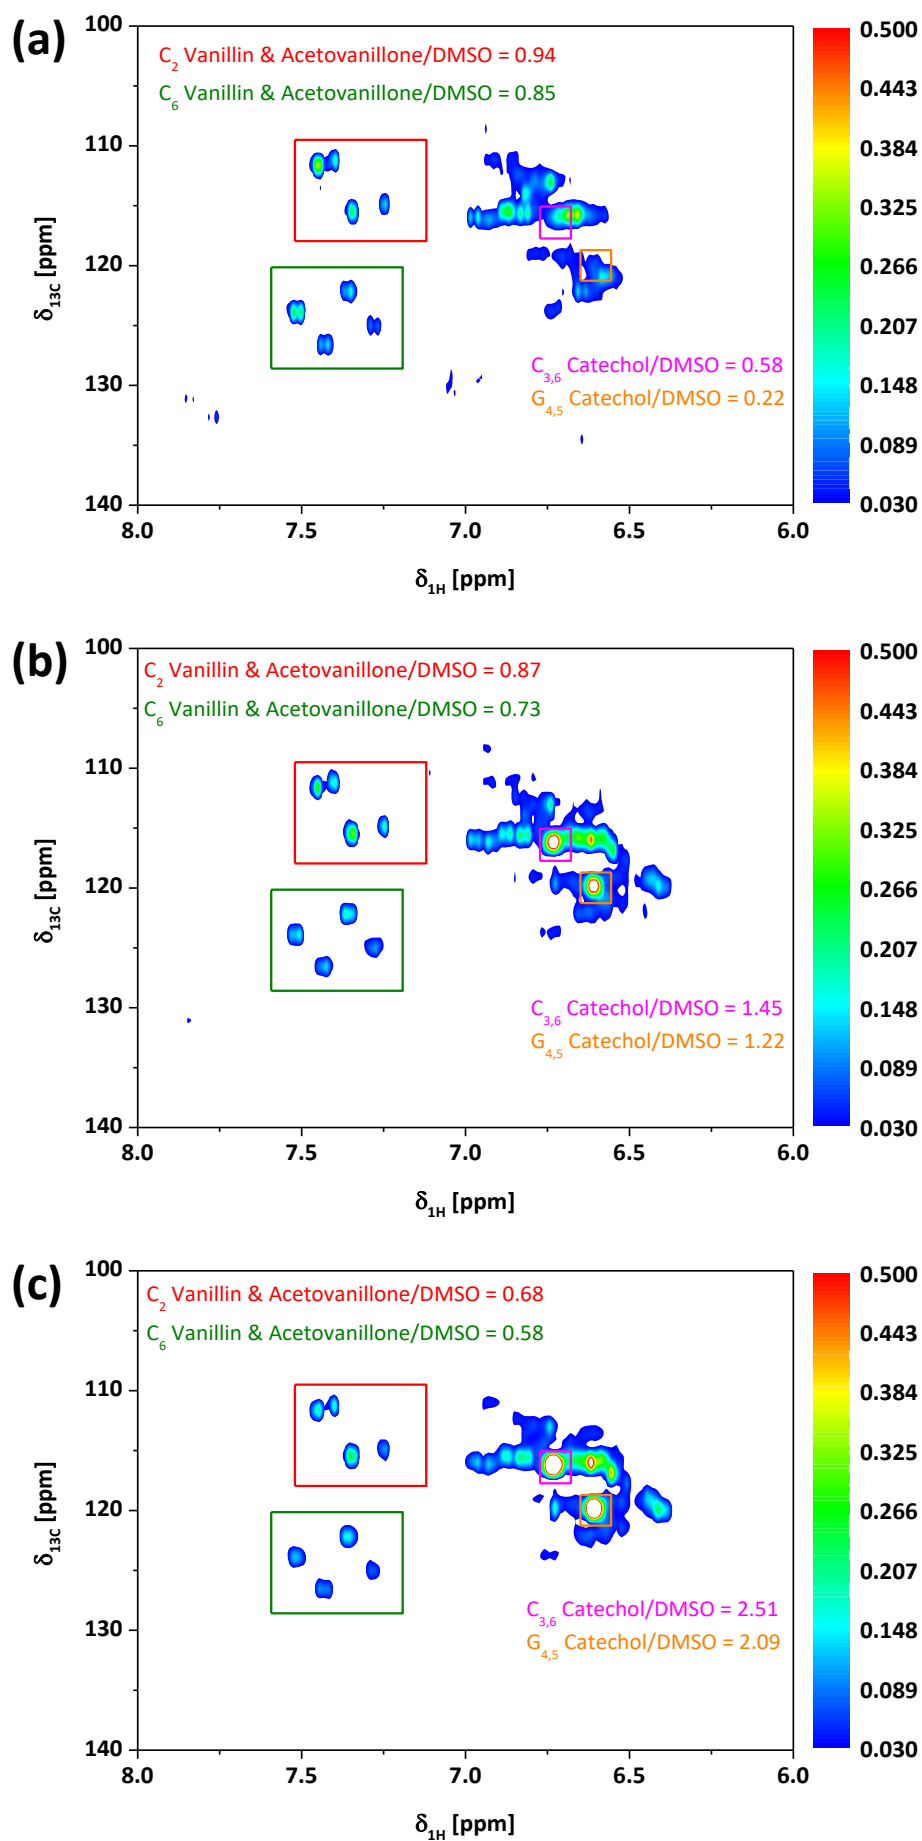 (a)
C2 Vanillin & Acetovanillone/DMSO = 0.94
C6 Vanillin & Acetovanillone/DMSO = 0.85
C3,6 Catechol/DMSO = 0.58
G4,5 Catechol/DMSO = 0.22
100
110
120
130
140
δ13C [ppm]
8.0 7.5 7.0 6.5 6.0
δ1H [ppm]
0.500
0.443
0.384
0.325
0.266
0.207
0.148
0.089
0.030
(b)
C2 Vanillin & Acetovanillone/DMSO = 0.87
C6 Vanillin & Acetovanillone/DMSO = 0.73
C3,6 Catechol/DMSO = 1.45
G4,5 Catechol/DMSO = 1.22
100
110
120
130
140
δ13C [ppm]
8.0 7.5 7.0 6.5 6.0
δ1H [ppm]
0.500
0.443
0.384
0.325
0.266
0.207
0.148
0.089
0.030
(c)
C2 Vanillin & Acetovanillone/DMSO = 0.68
C6 Vanillin & Acetovanillone/DMSO = 0.58
C3,6 Catechol/DMSO = 2.51
G4,5 Catechol/DMSO = 2.09
100
110
120
130
140
δ13C [ppm]
8.0 7.5 7.0 6.5 6.0
δ1H [ppm]
0.500
0.443
0.384
0.325
0.266
0.207
0.148
0.089
0.030